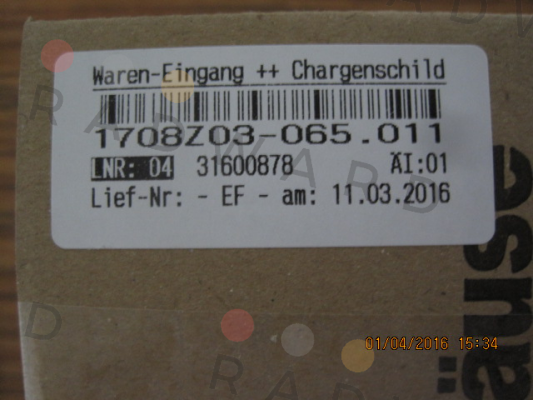 Waren-Eingang ++ Chargenschild
1708Z03-065.011
LNR: 04 31600878 ÄI:01
Lief-Nr: - EF - am: 11.03.2016
01/04/2016 15:34
RADWARD